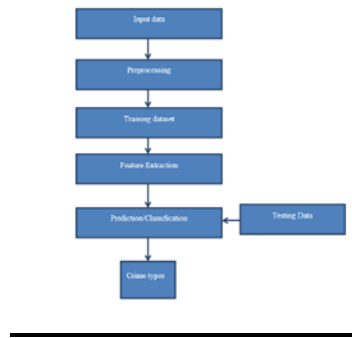 Input data
Preprocessing
Training dataset
Feature Extraction
Prediction/Classification
Testing Data
Crime types